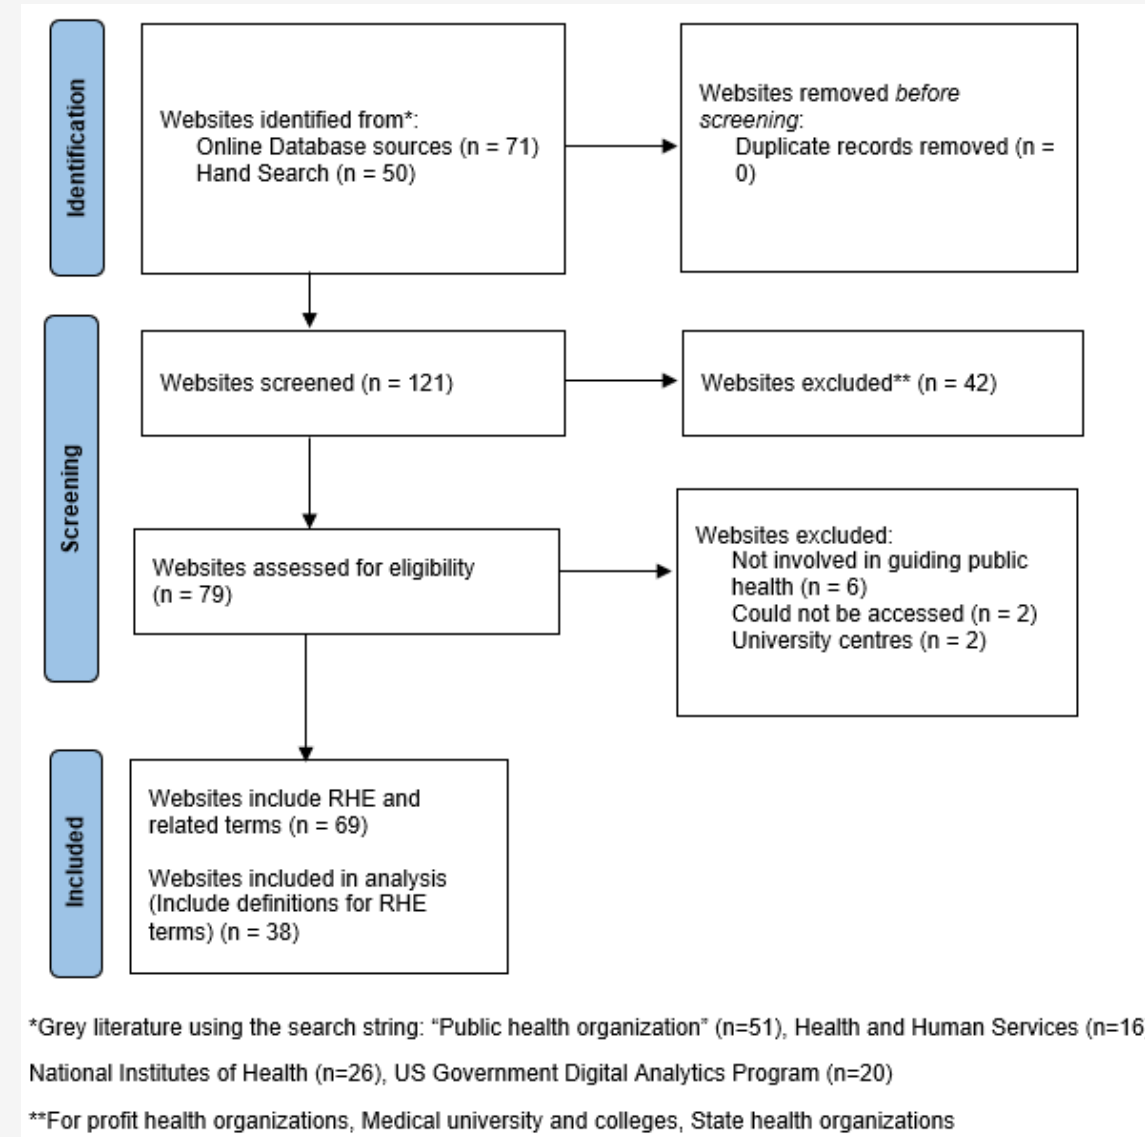 Identification
Websites identified from*:
Online Database sources (n = 71)
Hand Search (n = 50)
Websites removed before
screening:
Duplicate records removed (n =
0)
Screening
Websites screened (n = 121)
Websites excluded** (n = 42)
Websites assessed for eligibility
(n = 79)
Websites excluded:
Not involved in guiding public
health (n = 6)
Could not be accessed (n = 2)
University centres (n = 2)
Included
Websites include RHE and
related terms (n = 69)
Websites included in analysis
(Include definitions for RHE
terms) (n = 38)
*Grey literature using the search string: “Public health organization” (n=51), Health and Human Services (n=16
National Institutes of Health (n=26), US Government Digital Analytics Program (n=20)
**For profit health organizations, Medical university and colleges, State health organizations